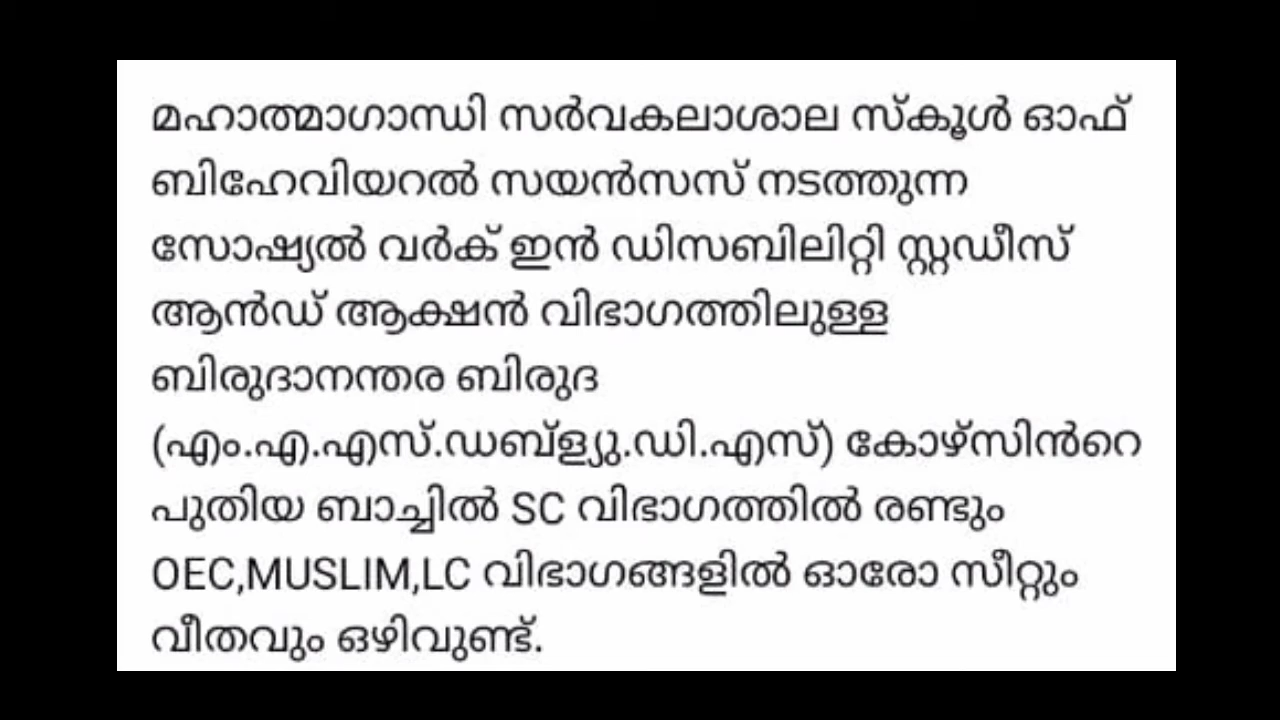 മഹാത്മാഗാന്ധി സർവകലാശാല സ്കൂൾ ഓഫ്
ബിഹേവിയറൽ സയൻസസ് നടത്തുന്ന
സോഷ്യൽ വർക് ഇൻ ഡിസബിലിറ്റി സ്റ്റഡീസ്
ആൻഡ് ആക്ഷൻ വിഭാഗത്തിലുള്ള
ബിരുദാനന്തര ബിരുദ
(എം.എ.എസ്.ഡബ്ള്യു.ഡി.എസ്) കോഴ്സിൻറെ
പുതിയ ബാച്ചിൽ SC വിഭാഗത്തിൽ രണ്ടും
OEC,MUSLIM,LC വിഭാഗങ്ങളിൽ ഓരോ സീറ്റും
വീതവും ഒഴിവുണ്ട്.